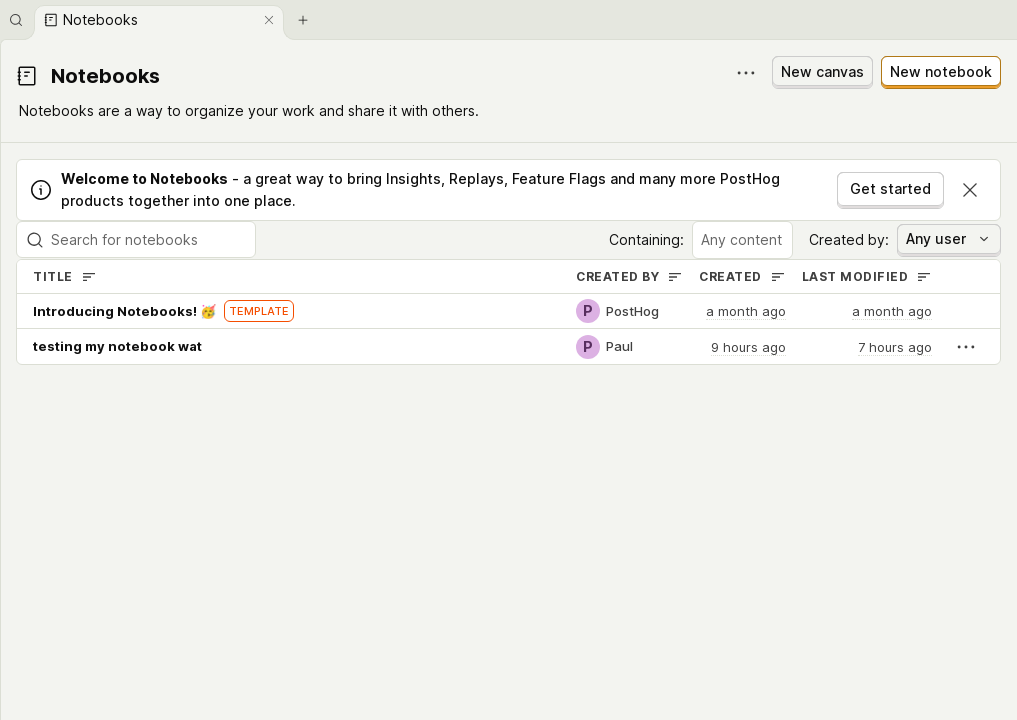 Notebooks
Notebooks
New canvas
New notebook
Notebooks are a way to organize your work and share it with others.
Welcome to Notebooks - a great way to bring Insights, Replays, Feature Flags and many more PostHog
products together into one place.
Get started
Search for notebooks
Containing:
Any content
Created by:
Any user
TITLE CREATED BY CREATED LAST MODIFIED
Introducing Notebooks! 🥳 TEMPLATE P PostHog a month ago a month ago
testing my notebook wat P Paul 9 hours ago 7 hours ago